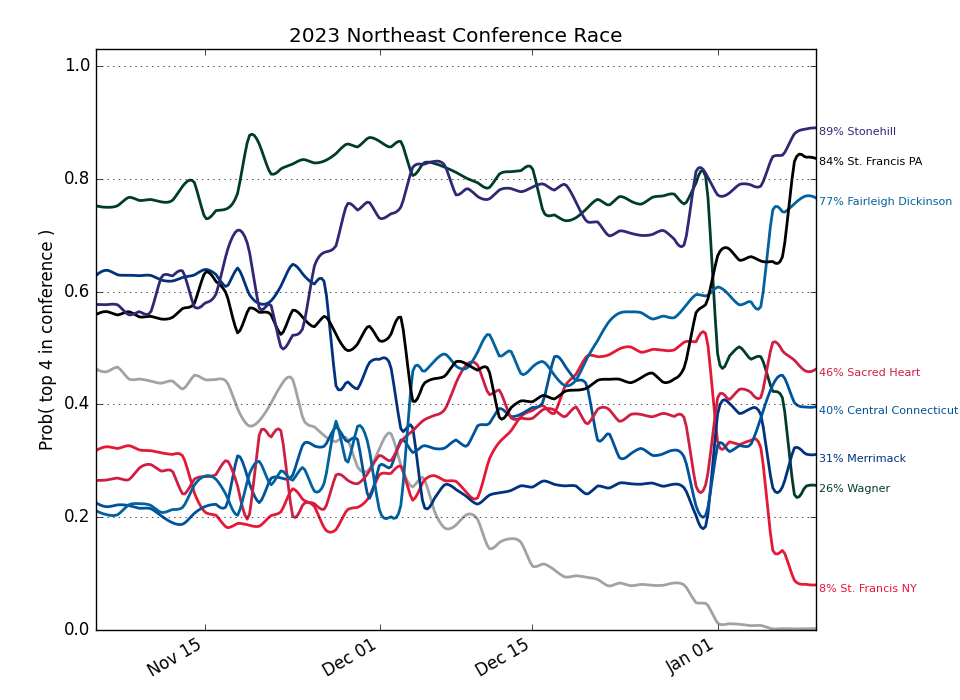 2023 Northeast Conference Race
Prob( top 4 in conference )
1.0
0.8
0.6
0.4
0.2
0.0
Nov 15
Dec 01
Dec 15
Jan 01
89% Stonehill
84% St. Francis PA
77% Fairleigh Dickinson
46% Sacred Heart
40% Central Connecticut
31% Merrimack
26% Wagner
8% St. Francis NY